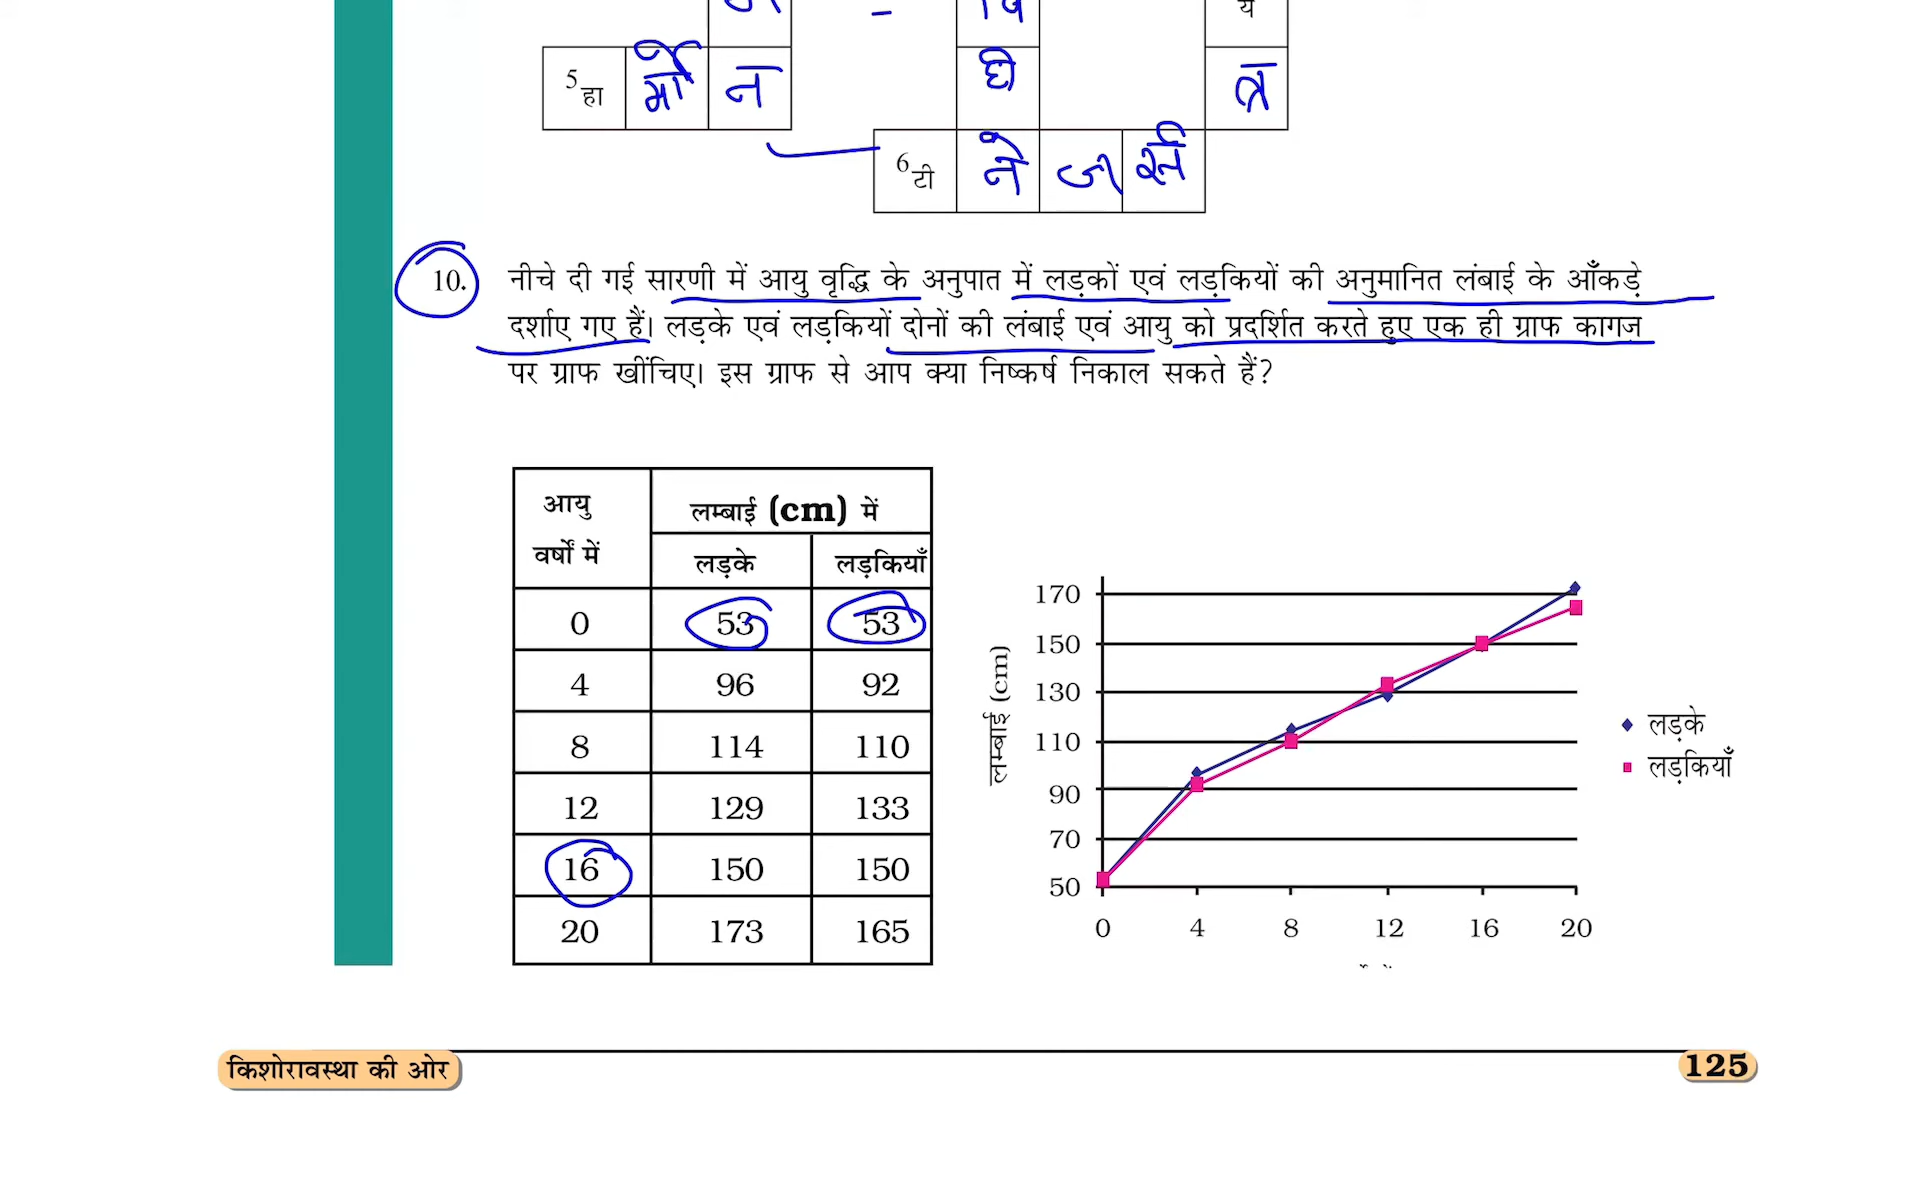 य
5 हा र्मो न
घे
त्र
6 टी ने ज र्स
10. नीचे दी गई सारणी में आयु वृद्धि के अनुपात में लड़कों एवं लड़कियों की अनुमानित लंबाई के आँकड़े
दर्शाए गए हैं। लड़के एवं लड़कियों दोनों की लंबाई एवं आयु को प्रदर्शित करते हुए एक ही ग्राफ कागज़
पर ग्राफ खींचिए। इस ग्राफ से आप क्या निष्कर्ष निकाल सकते हैं?
आयु वर्षों में लम्बाई (cm) में
लड़के लड़कियाँ
0 53 53
4 96 92
8 114 110
12 129 133
16 150 150
20 173 165
लम्बाई (cm)
170
150
130
110
90
70
50
0 4 8 12 16 20
लड़के
लड़कियाँ
किशोरावस्था की ओर 125